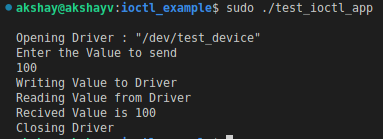 akshay@akshayv:ioctl_example$ sudo ./test_ioctl_app
Opening Driver : "/dev/test_device"
Enter the Value to send
100
Writing Value to Driver
Reading Value from Driver
Recived Value is 100
Closing Driver